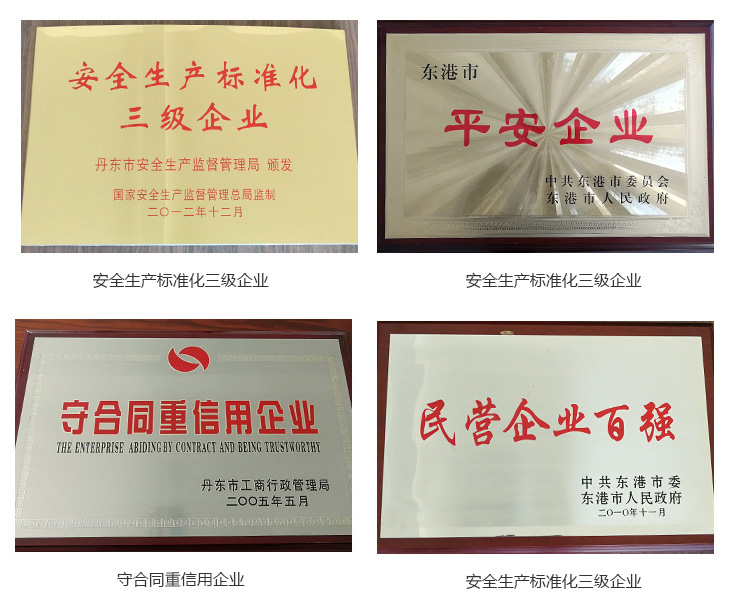 安全生产标准化
三级企业
丹东市安全生产监督管理局 颁发
国家安全生产监督管理总局监制
二〇一二年十二月
安全生产标准化三级企业
东港市
平安企业
中共东港市委员会
东港市人民政府
安全生产标准化三级企业
守合同重信用企业
THE ENTERPRISE ABIDING BY CONTRACT AND BEING TRUSTWORTHY
丹东市工商行政管理局
二〇〇五年五月
守合同重信用企业
民营企业百强
中共东港市委
东港市人民政府
二〇一〇年十一月
安全生产标准化三级企业